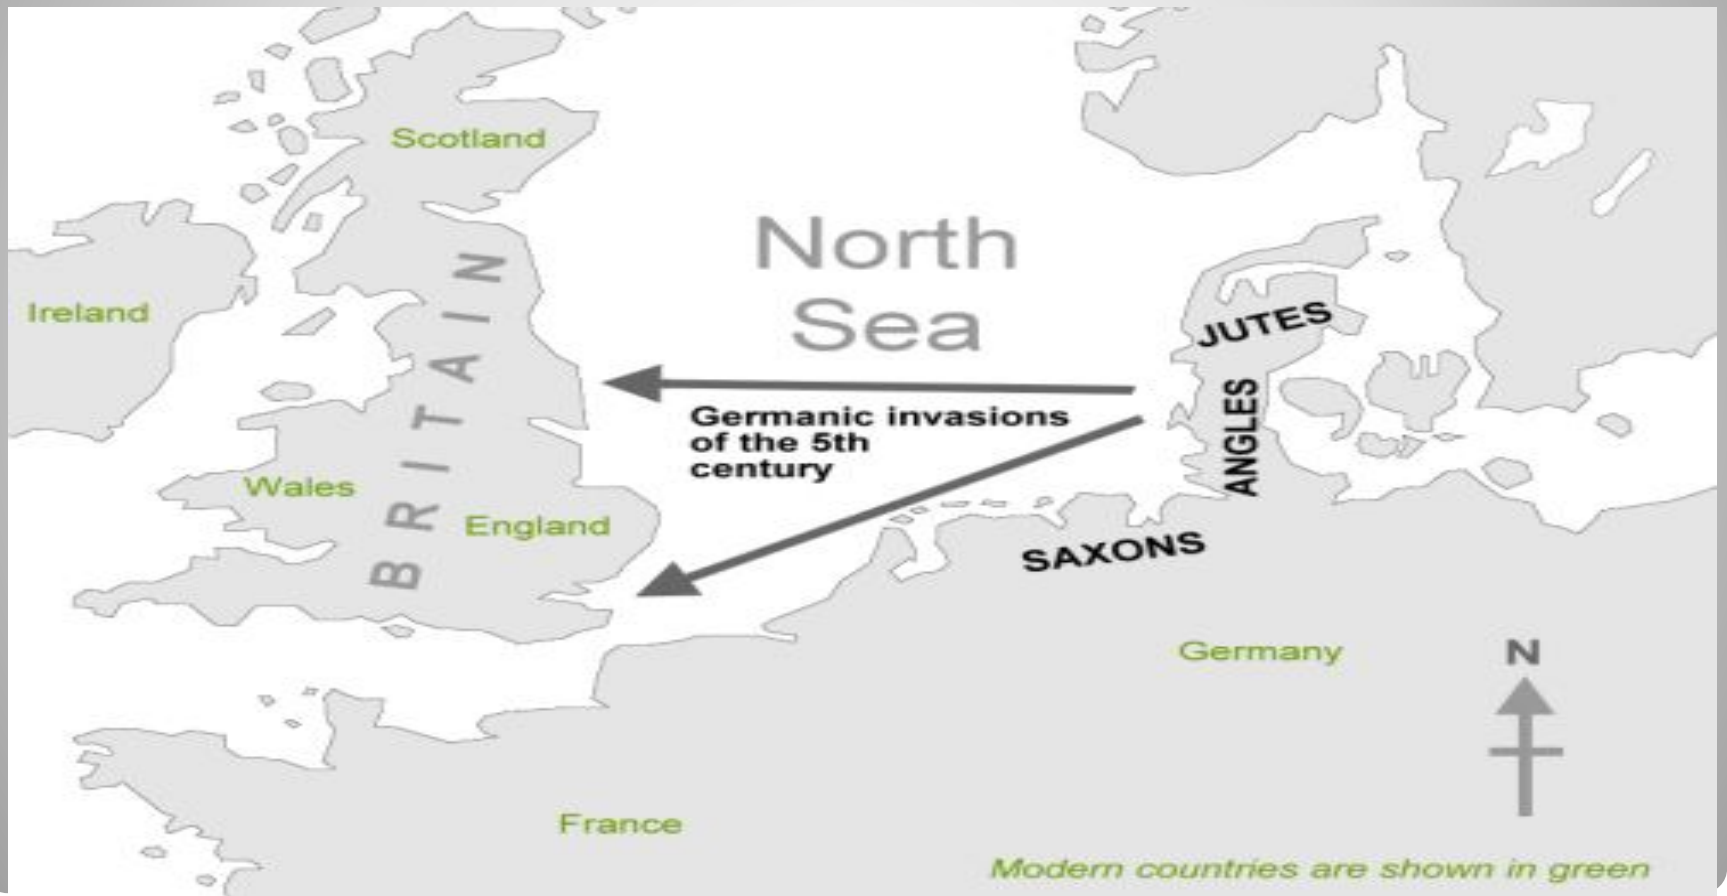 Scotland
North
Sea
Ireland
BRITAIN
JUTES
ANGLES
Germanic invasions
of the 5th
century
Wales
England
SAXONS
Germany
N
France
Modern countries are shown in green